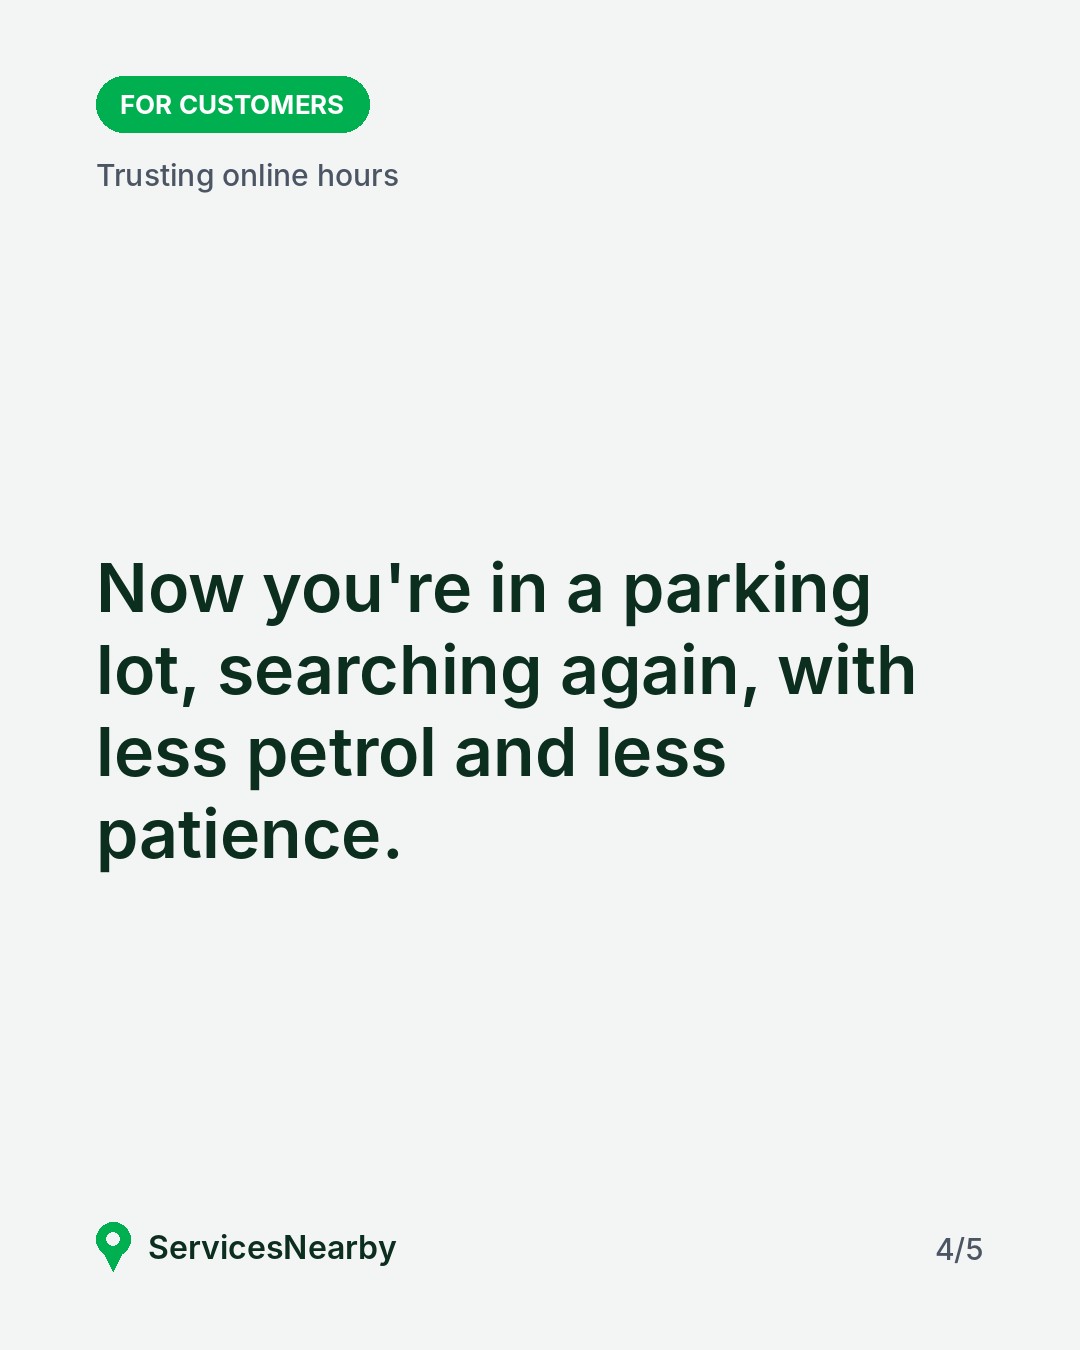 FOR CUSTOMERS
Trusting online hours
Now you're in a parking
lot, searching again, with
less petrol and less
patience.
ServicesNearby
4/5